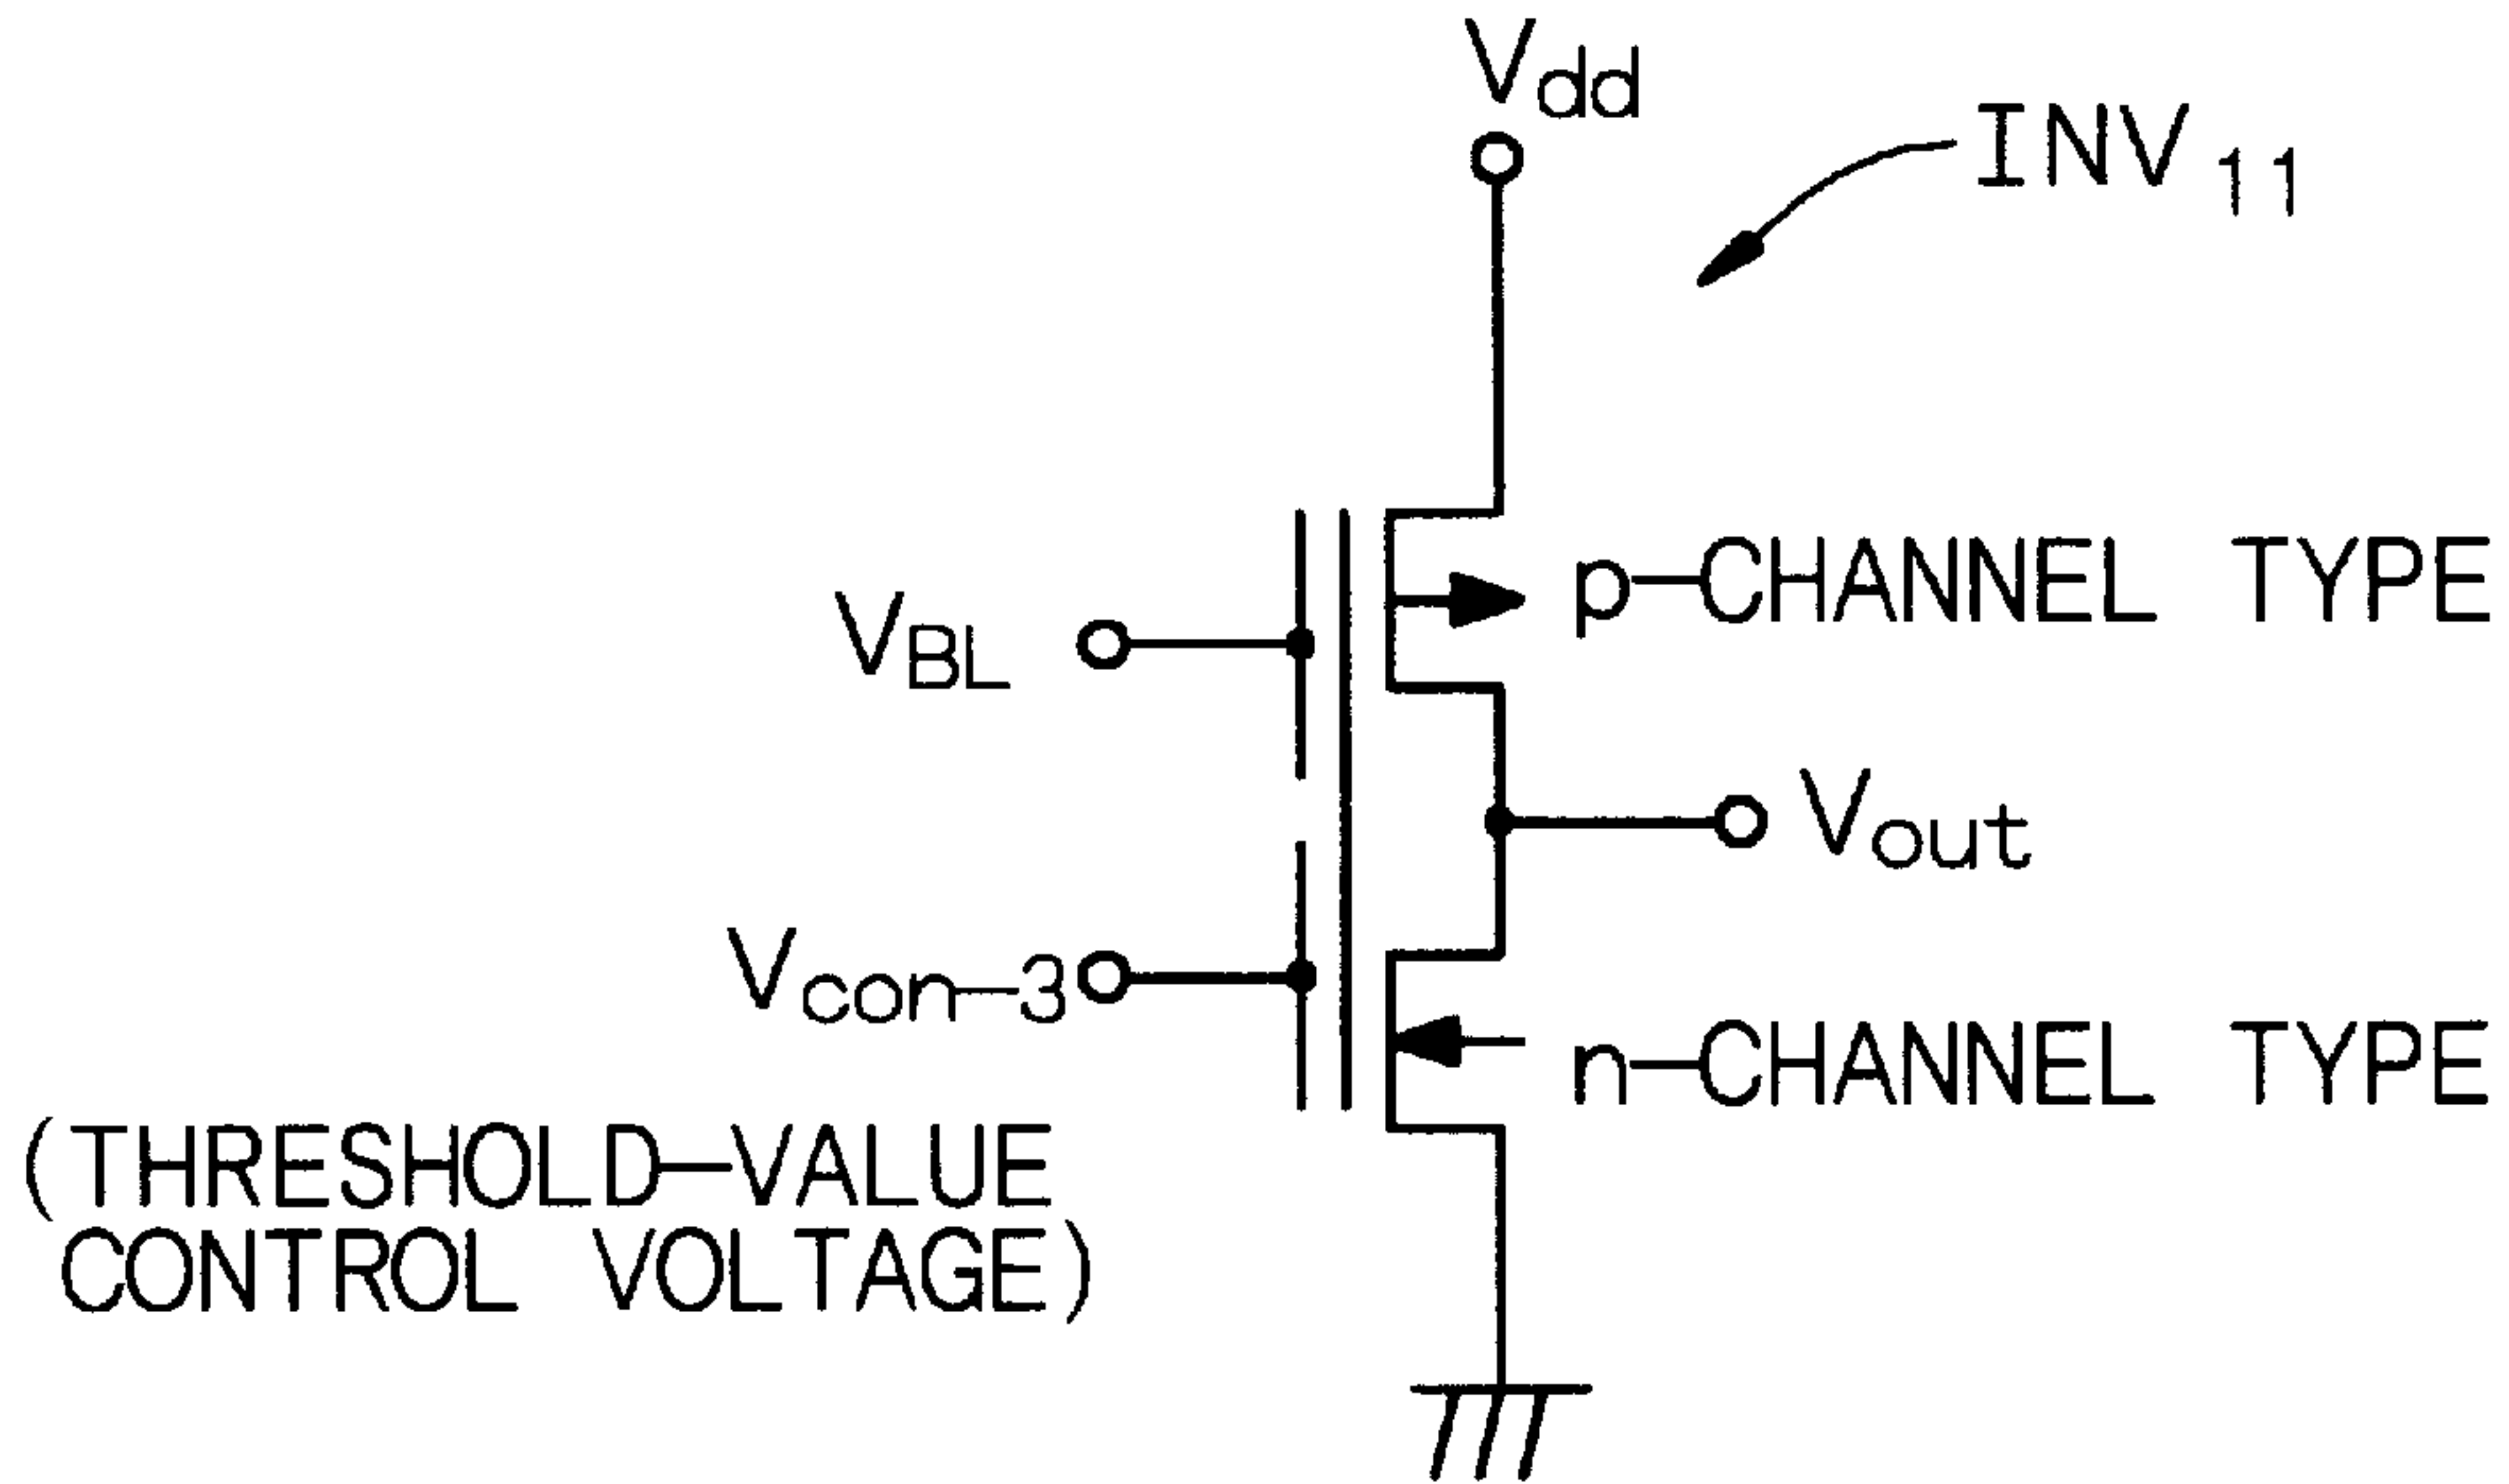 Vdd
INV11
p-CHANNEL TYPE
VBL
Vout
Vcon-3
n-CHANNEL TYPE
(THRESHOLD-VALUE
CONTROL VOLTAGE)